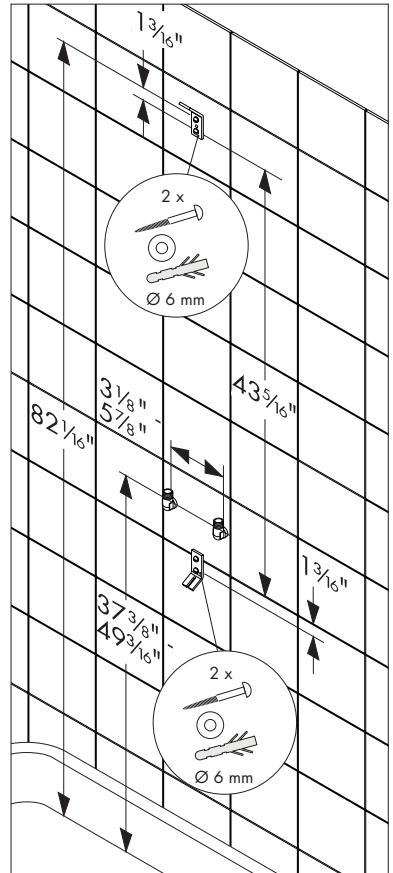 1 3/16"
2 x
Ø 6 mm
43 5/16"
3 1/8" -
5 7/8"
82 1/16"
1 3/16"
37 3/8" -
49 3/16"
2 x
Ø 6 mm